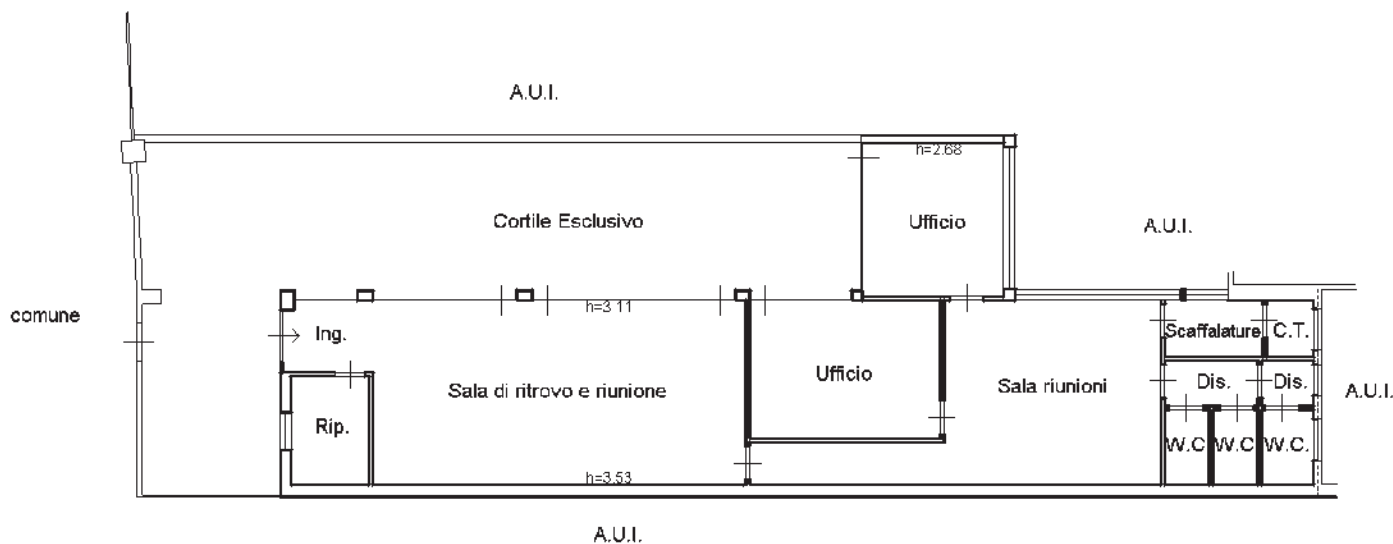 A.U.I.
h=2.68
Cortile Esclusivo
Ufficio
A.U.I.
comune
h=3.11
Ing.
Scaffalature
C.T.
Ufficio
Sala di ritrovo e riunione
Sala riunioni
Dis.
Dis.
A.U.I.
Rip.
W.C
W.C
W.C.
h=3.53
A.U.I.